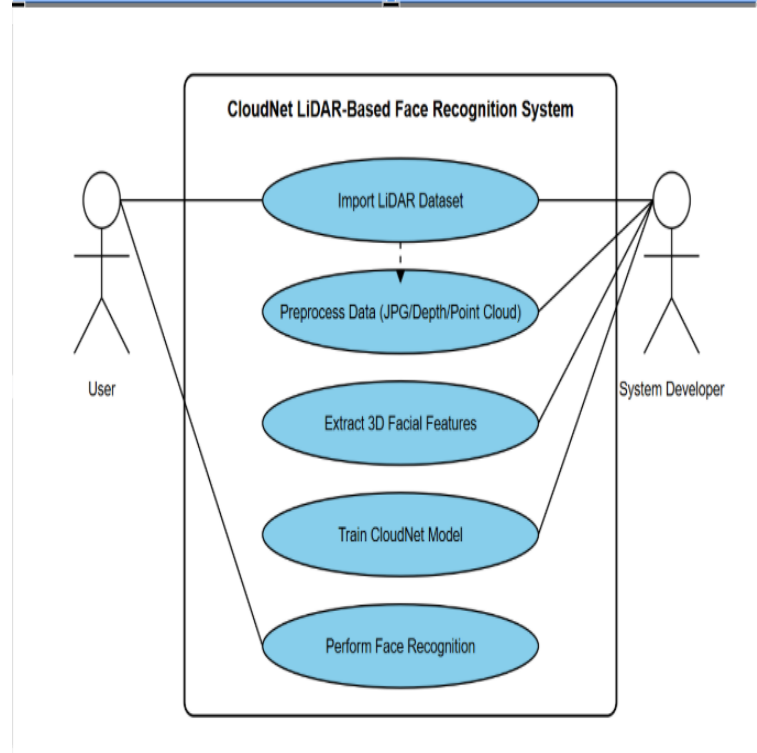 CloudNet LiDAR-Based Face Recognition System
Import LiDAR Dataset
Preprocess Data (JPG/Depth/Point Cloud)
User
System Developer
Extract 3D Facial Features
Train CloudNet Model
Perform Face Recognition